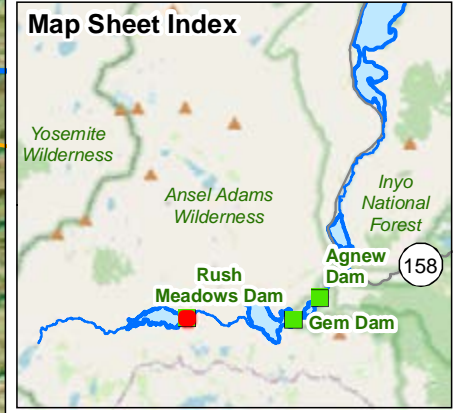 Map Sheet Index
Yosemite
Wilderness
Ansel Adams
Wilderness
Inyo
National
Forest
Agnew
Dam
158
Rush
Meadows Dam
Gem Dam